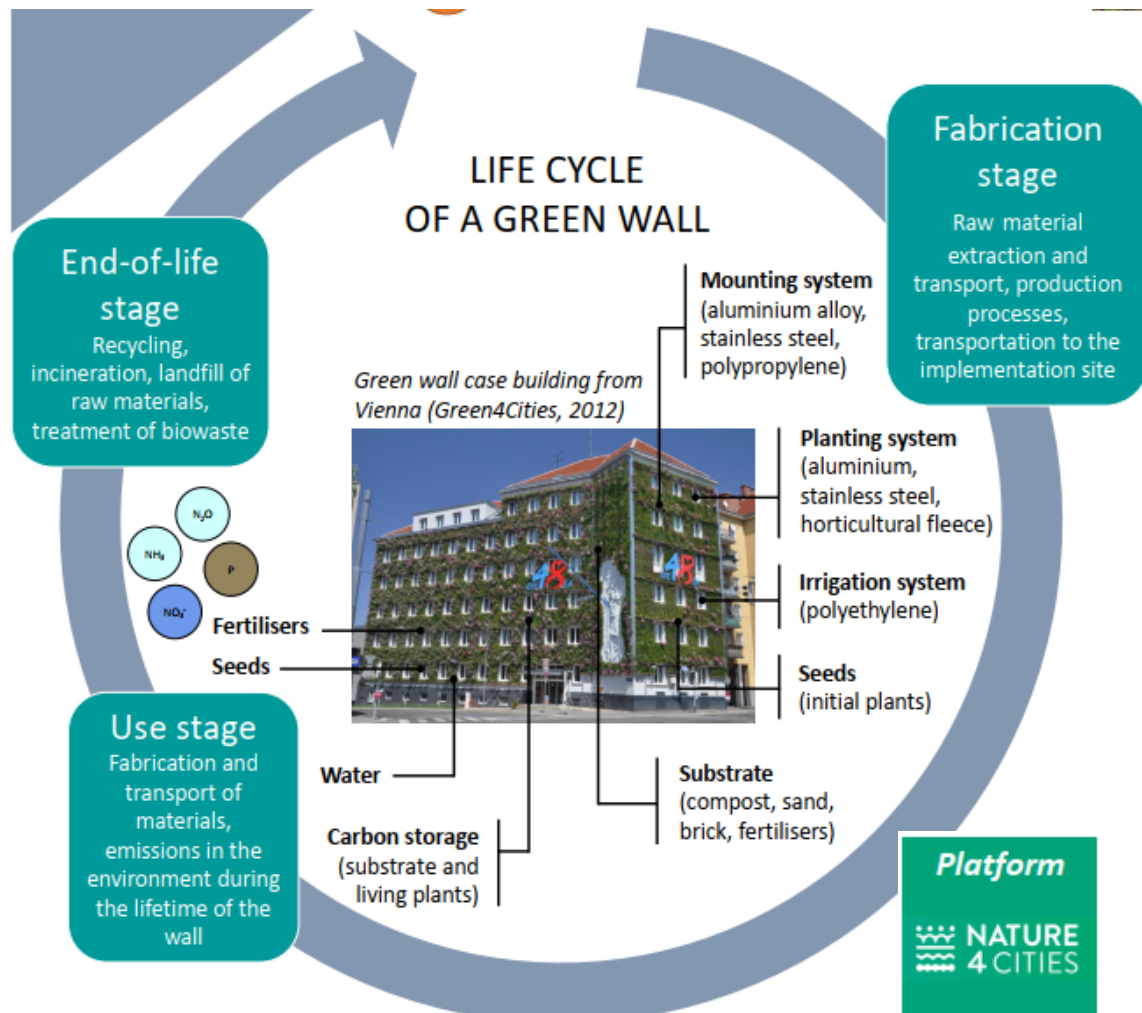 LIFE CYCLE
OF A GREEN WALL
Fabrication
stage
Raw material
extraction and
transport, production
processes,
transportation to the
implementation site
End-of-life
stage
Recycling,
incineration, landfill of
raw materials,
treatment of biowaste
Mounting system
(aluminium alloy,
stainless steel,
polypropylene)
Green wall case building from
Vienna (Green4Cities, 2012)
Planting system
(aluminium,
stainless steel,
horticultural fleece)
48
48
Irrigation system
(polyethylene)
Seeds
(initial plants)
Substrate
(compost, sand,
brick, fertilisers)
N₂O
NH₃
P
NO₃⁻
Fertilisers
Seeds
Water
Carbon storage
(substrate and
living plants)
Use stage
Fabrication and
transport of
materials,
emissions in the
environment during
the lifetime of the
wall
Platform
NATURE
4 CITIES